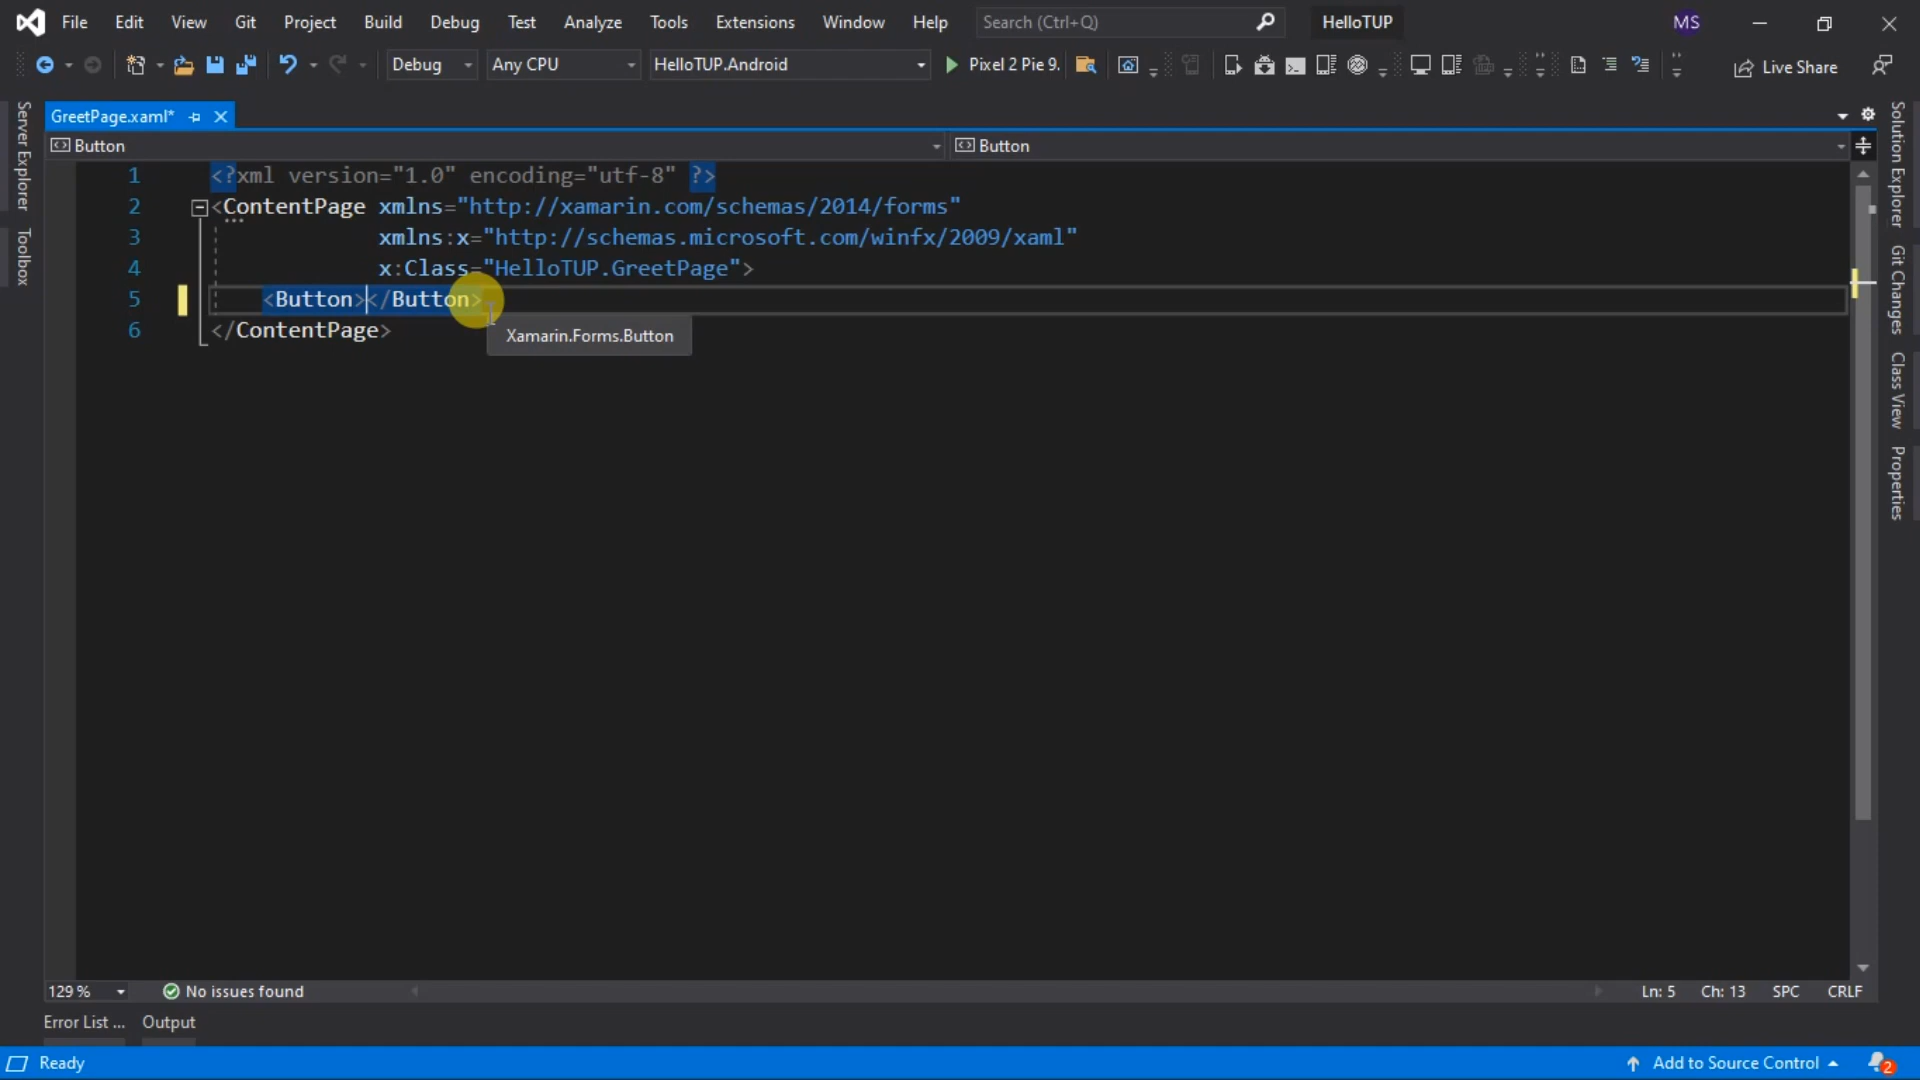 File Edit View Git Project Build Debug Test Analyze Tools Extensions Window Help Search (Ctrl+Q) HelloTUP MS
Debug Any CPU HelloTUP.Android Pixel 2 Pie 9. Live Share
GreetPage.xaml*
Button Button
1 <?xml version="1.0" encoding="utf-8" ?>
2 <ContentPage xmlns="http://xamarin.com/schemas/2014/forms"
3 xmlns:x="http://schemas.microsoft.com/winfx/2009/xaml"
4 x:Class="HelloTUP.GreetPage">
5 <Button></Button>
6 </ContentPage>
Xamarin.Forms.Button
Server Explorer
Toolbox
Solution Explorer
Git Changes
Class View
Properties
129 % No issues found Ln: 5 Ch: 13 SPC CRLF
Error List ... Output
Ready Add to Source Control 2